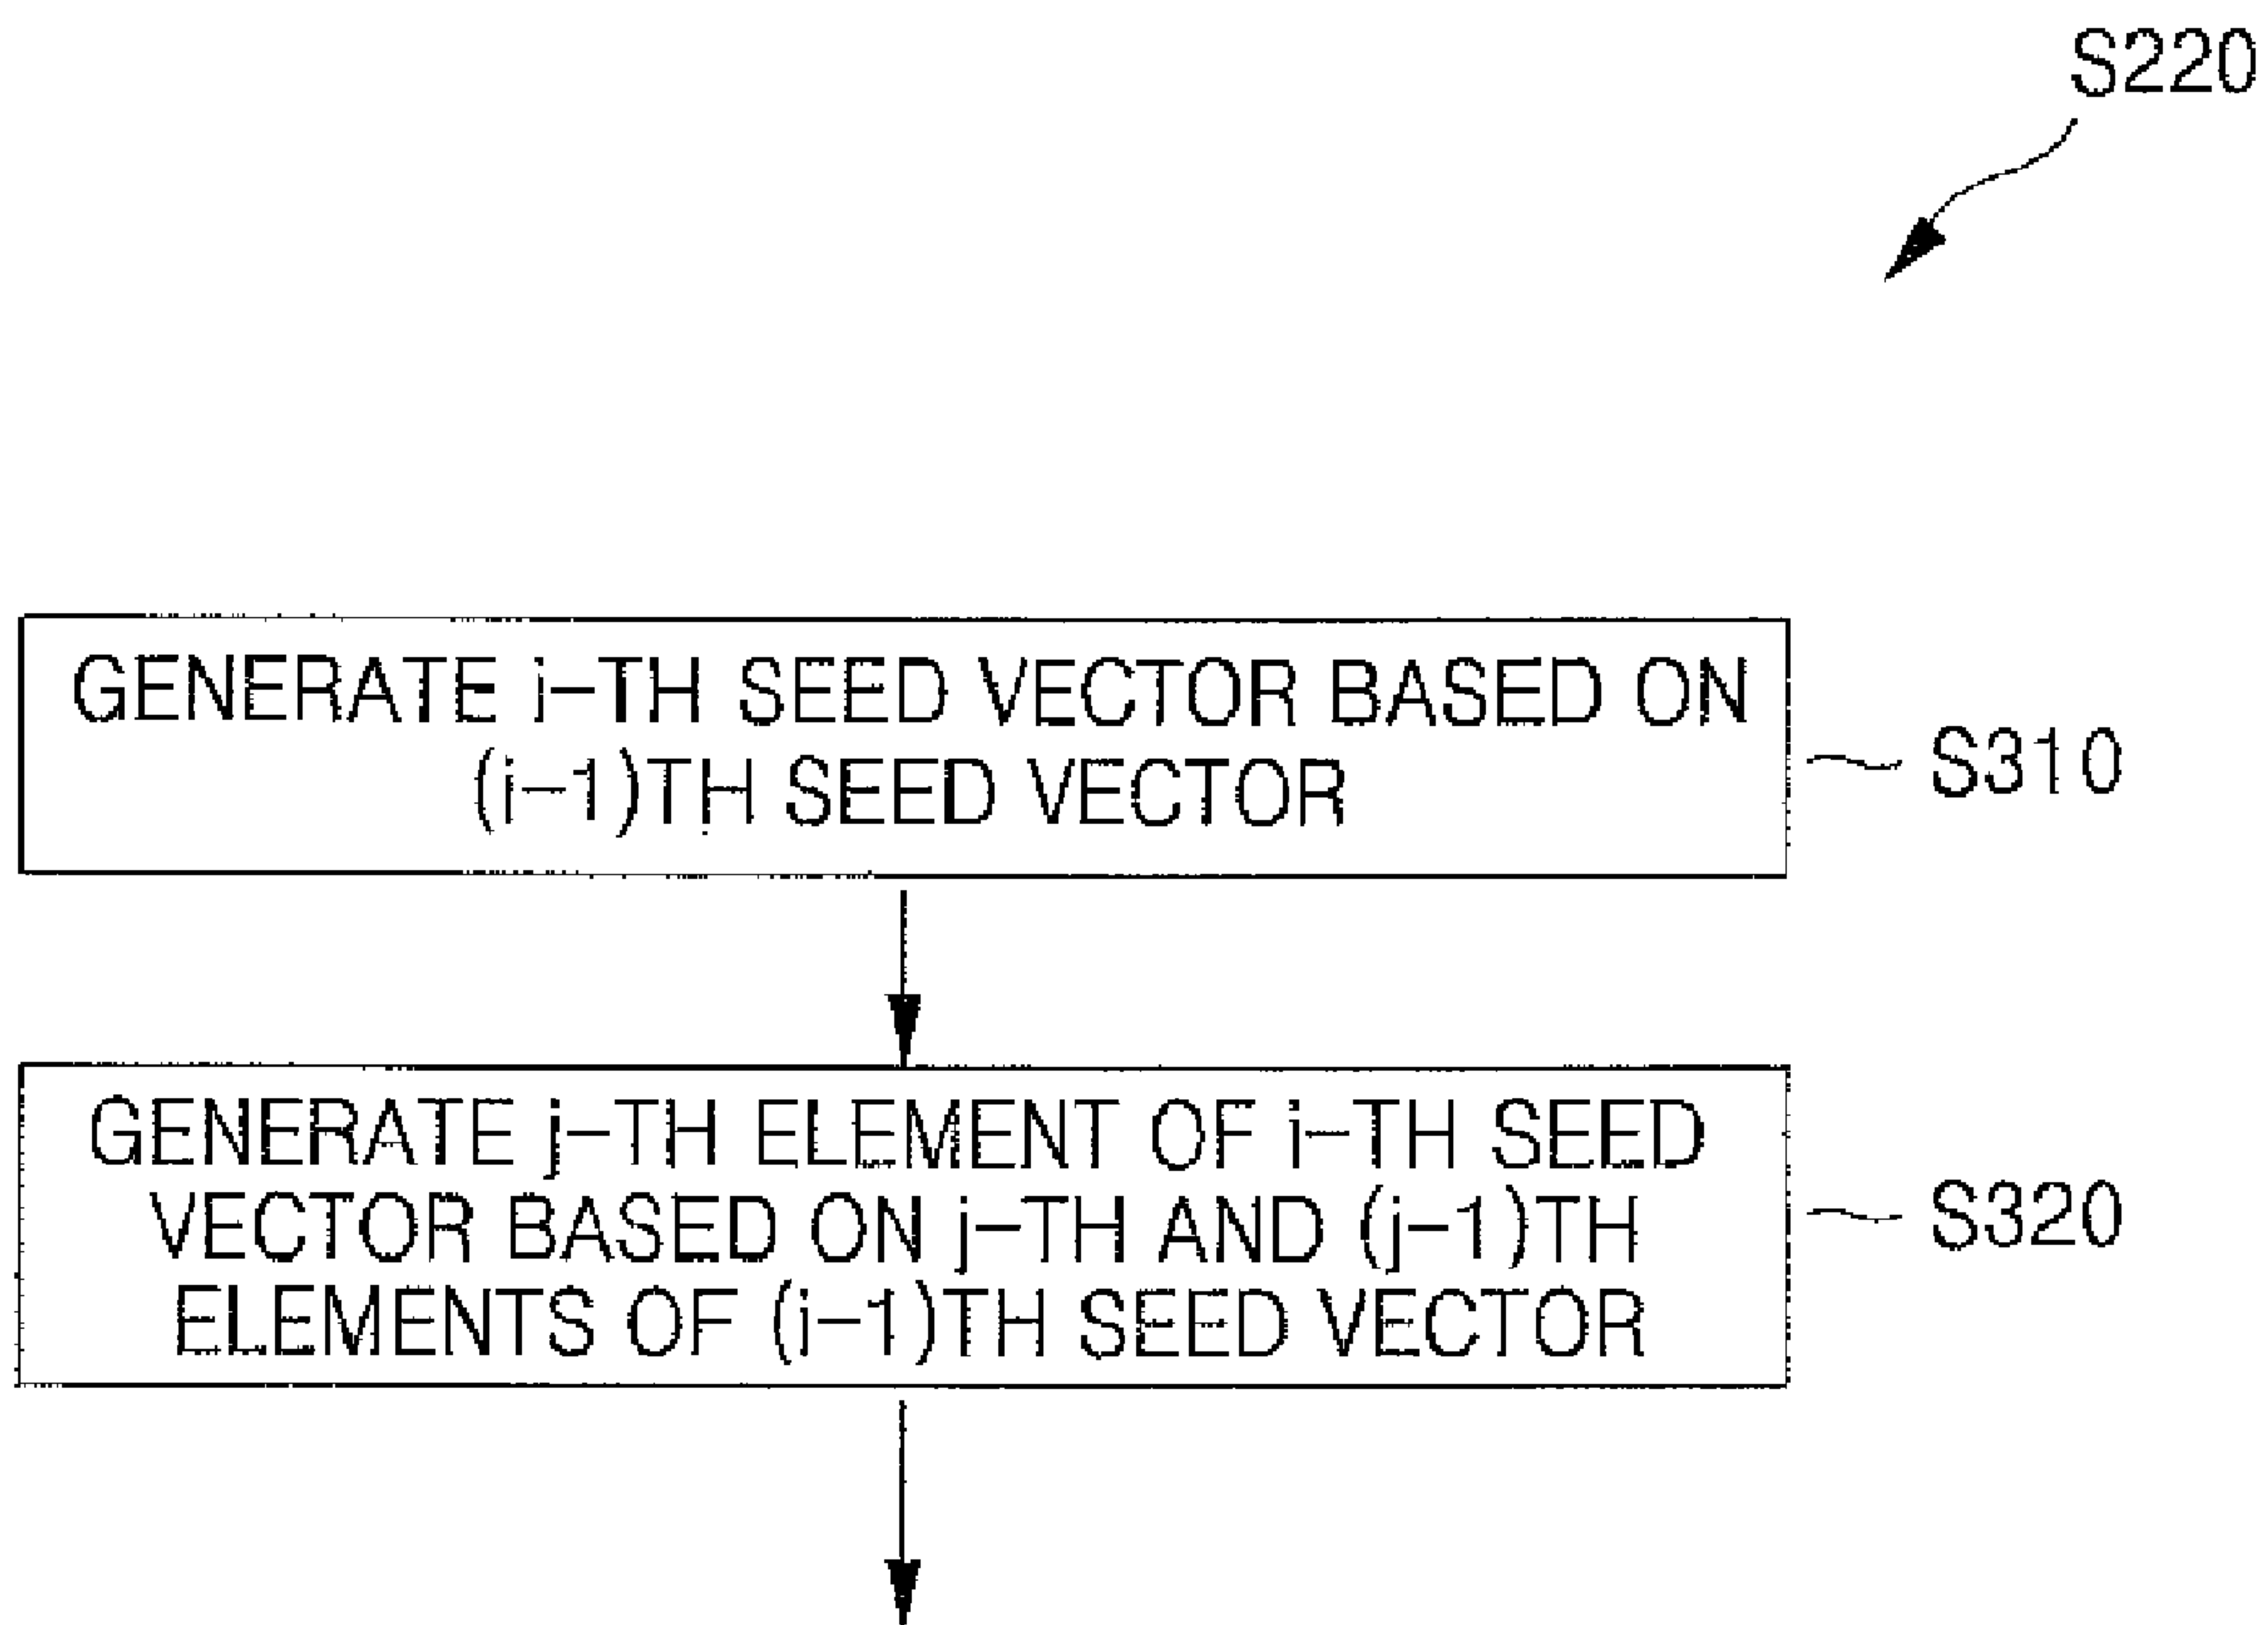 S220
GENERATE i-TH SEED VECTOR BASED ON
(i-1)TH SEED VECTOR
S310
GENERATE j-TH ELEMENT OF i-TH SEED
VECTOR BASED ON j-TH AND (j-1)TH
ELEMENTS OF (i-1)TH SEED VECTOR
S320